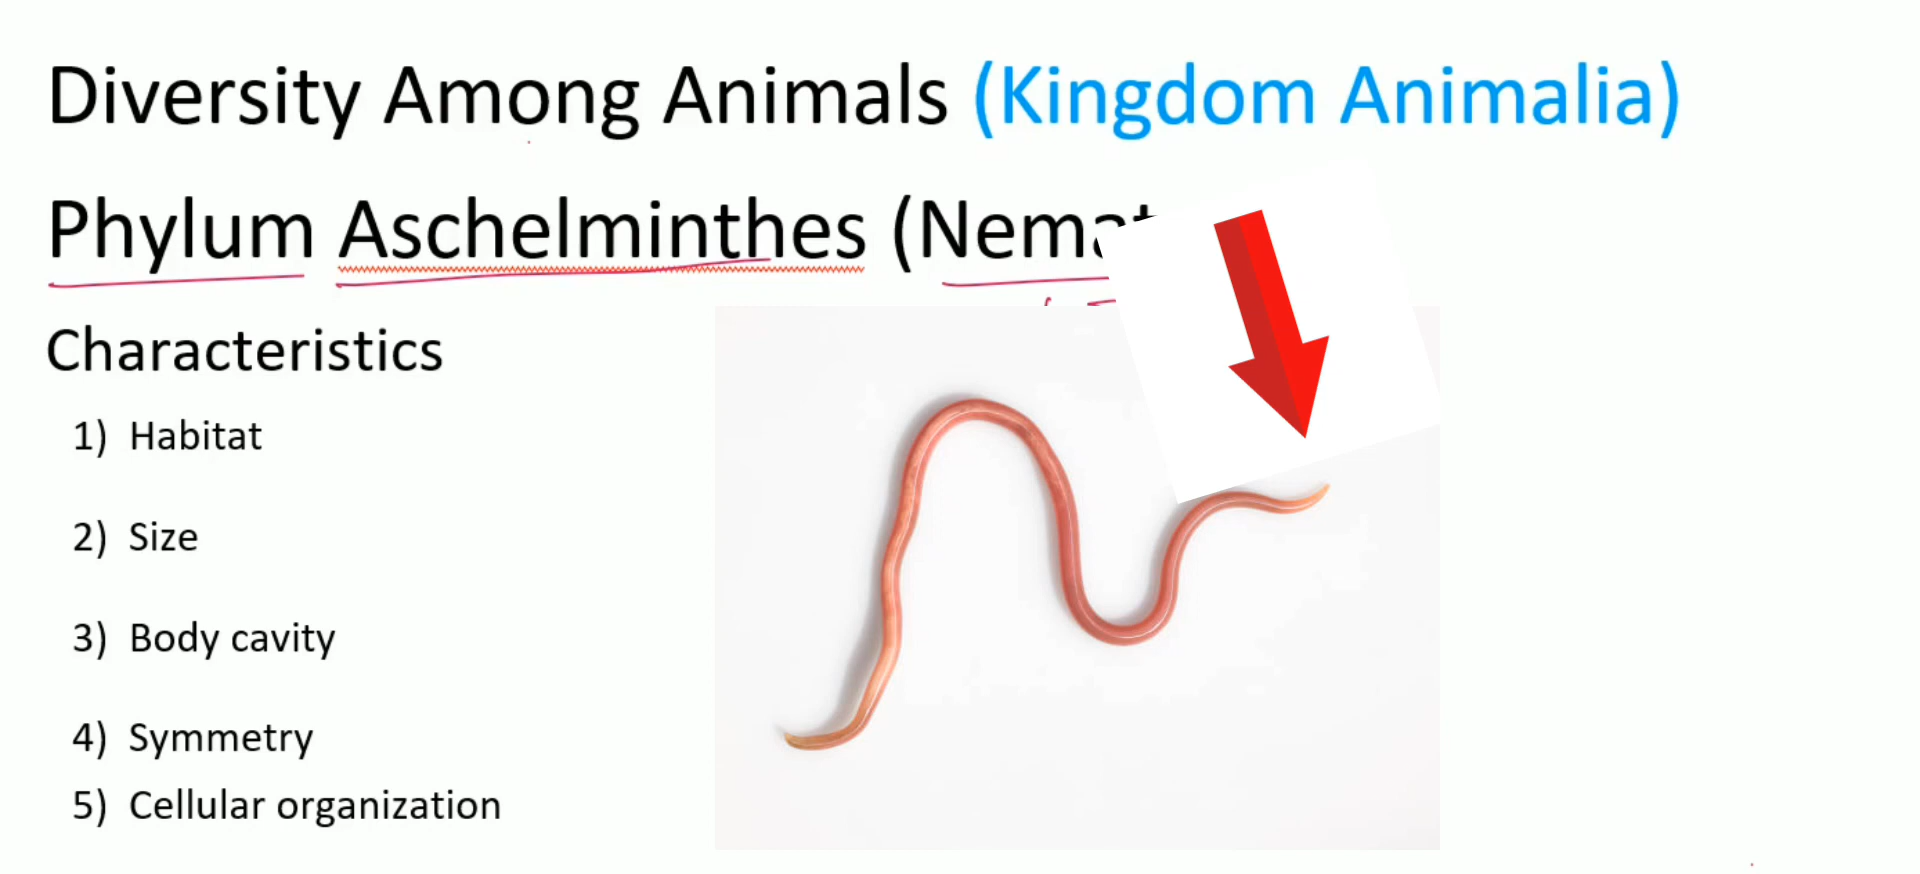 Diversity Among Animals (Kingdom Animalia)
Phylum Aschelminthes (
Characteristics
1) Habitat
2) Size
3) Body cavity
4) Symmetry
5) Cellular organization